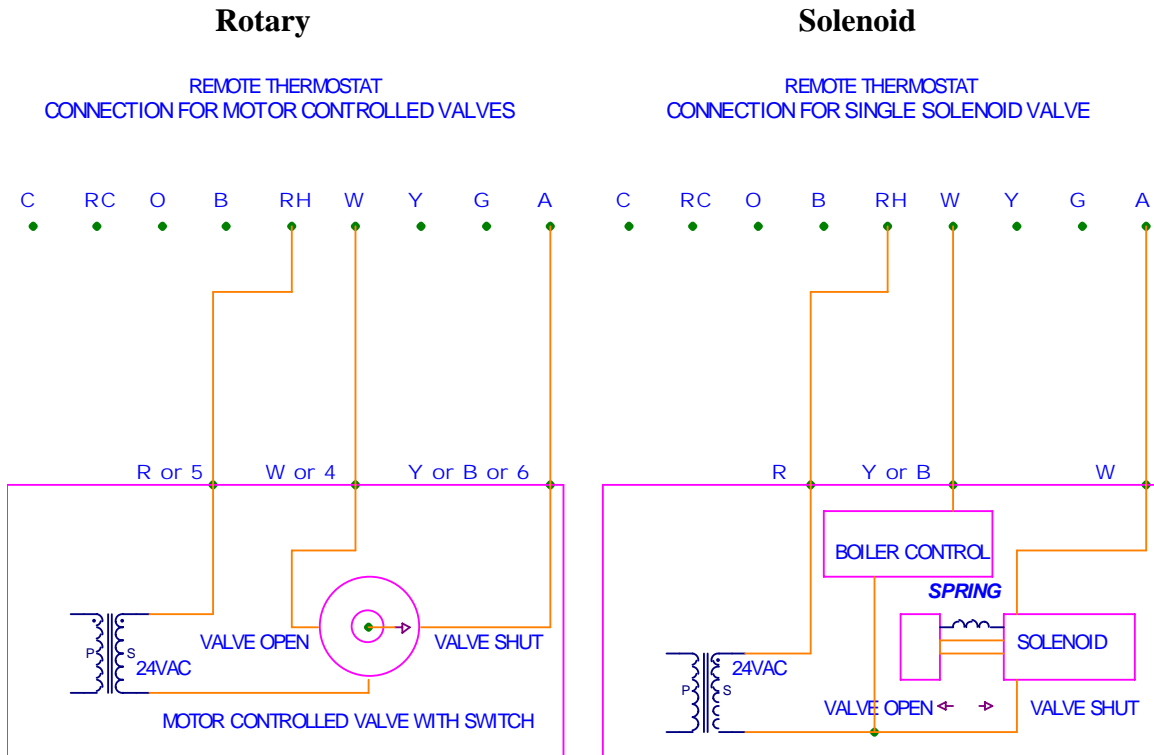 Rotary
Solenoid
REMOTE THERMOSTAT
CONNECTION FOR MOTOR CONTROLLED VALVES
REMOTE THERMOSTAT
CONNECTION FOR SINGLE SOLENOID VALVE
C RC O B RH W Y G A
C RC O B RH W Y G A
R or 5 W or 4 Y or B or 6
R Y or B W
BOILER CONTROL
SPRING
VALVE OPEN VALVE SHUT
SOLENOID
P S
24VAC
24VAC
P S
VALVE OPEN VALVE SHUT
MOTOR CONTROLLED VALVE WITH SWITCH